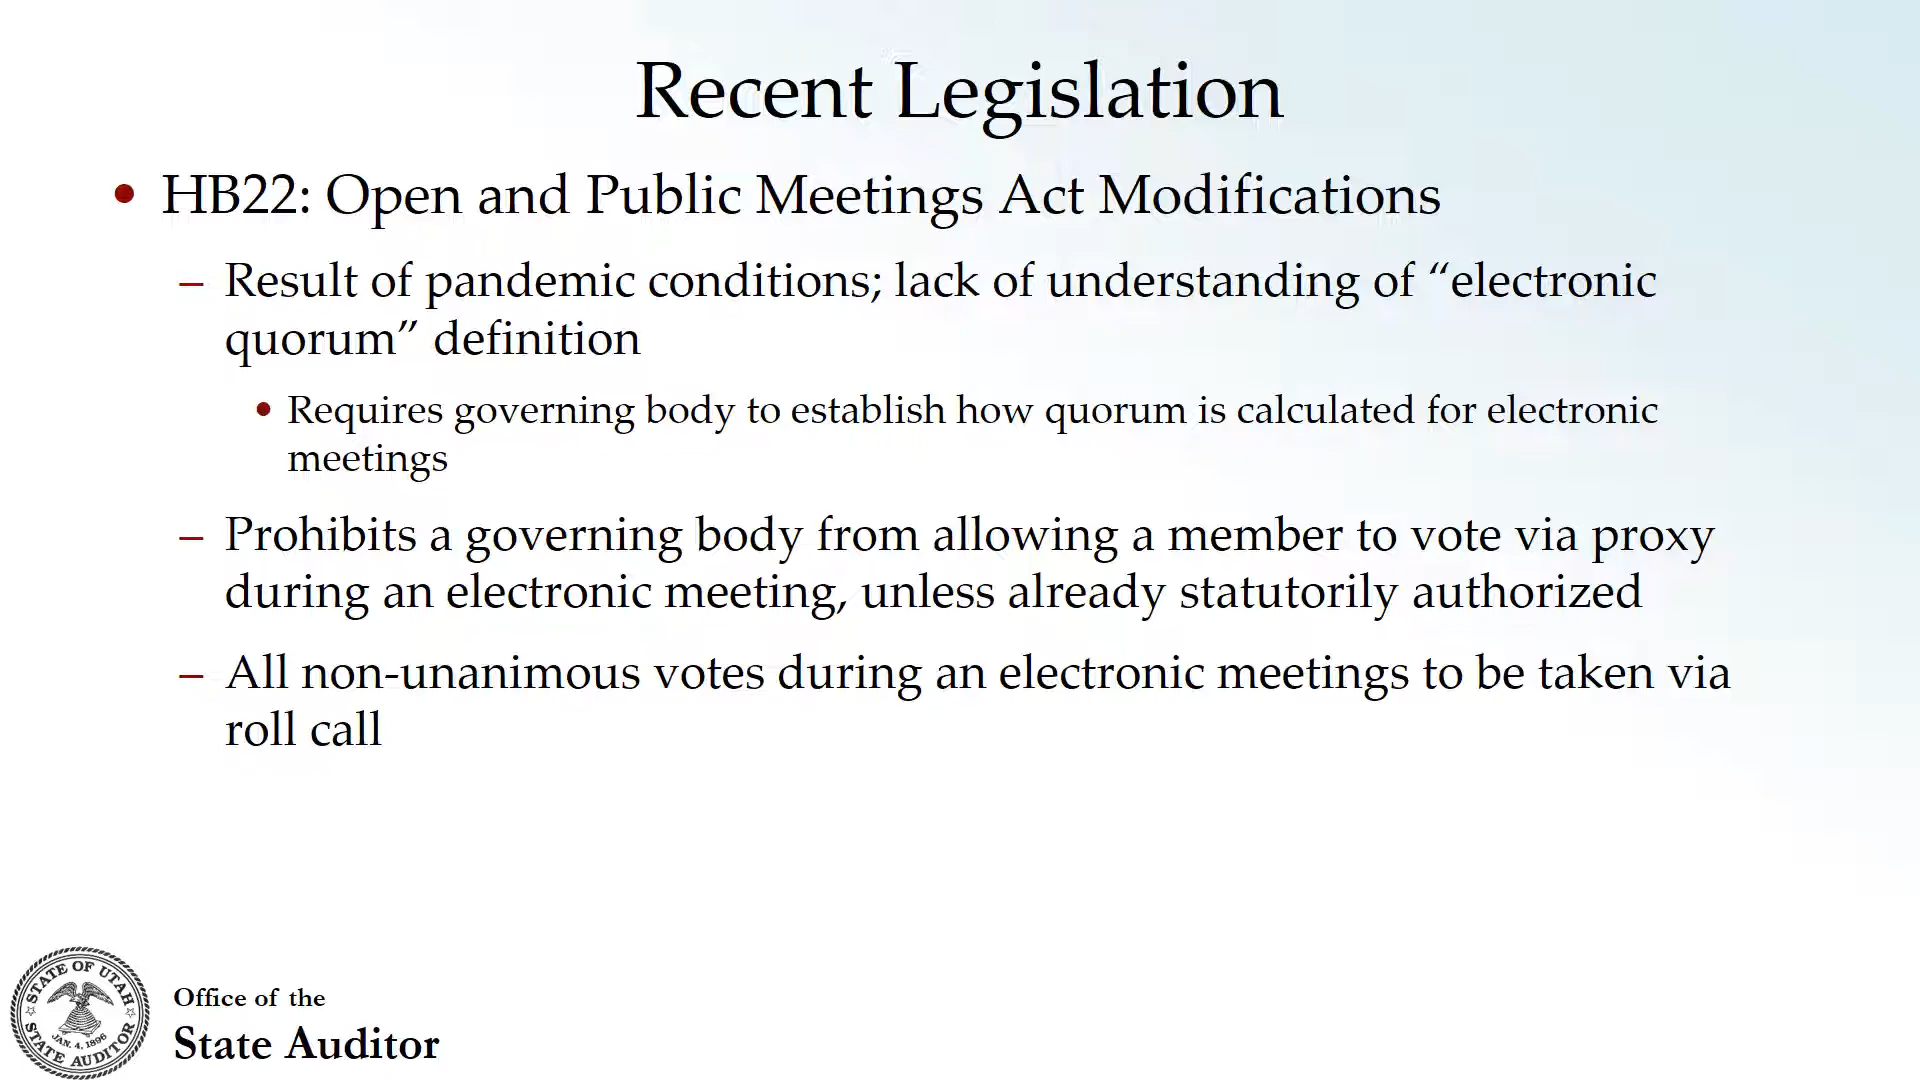 Recent Legislation
• HB22: Open and Public Meetings Act Modifications
– Result of pandemic conditions; lack of understanding of “electronic
quorum” definition
• Requires governing body to establish how quorum is calculated for electronic
meetings
– Prohibits a governing body from allowing a member to vote via proxy
during an electronic meeting, unless already statutorily authorized
– All non-unanimous votes during an electronic meetings to be taken via
roll call
STATE OF UTAH
JAN. 4, 1896
STATE AUDITOR
Office of the
State Auditor